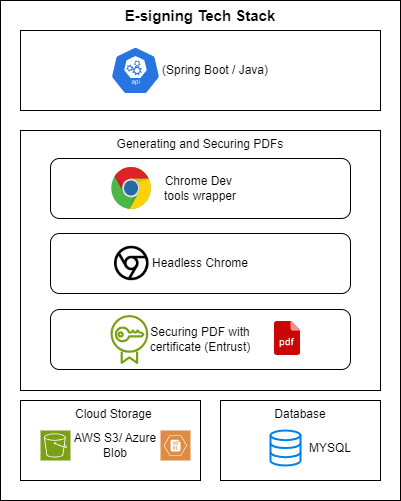 E-signing Tech Stack
api
(Spring Boot / Java)
Generating and Securing PDFs
Chrome Dev
tools wrapper
Headless Chrome
Securing PDF with
certificate (Entrust)
pdf
Cloud Storage
AWS S3/ Azure
Blob
Database
MYSQL